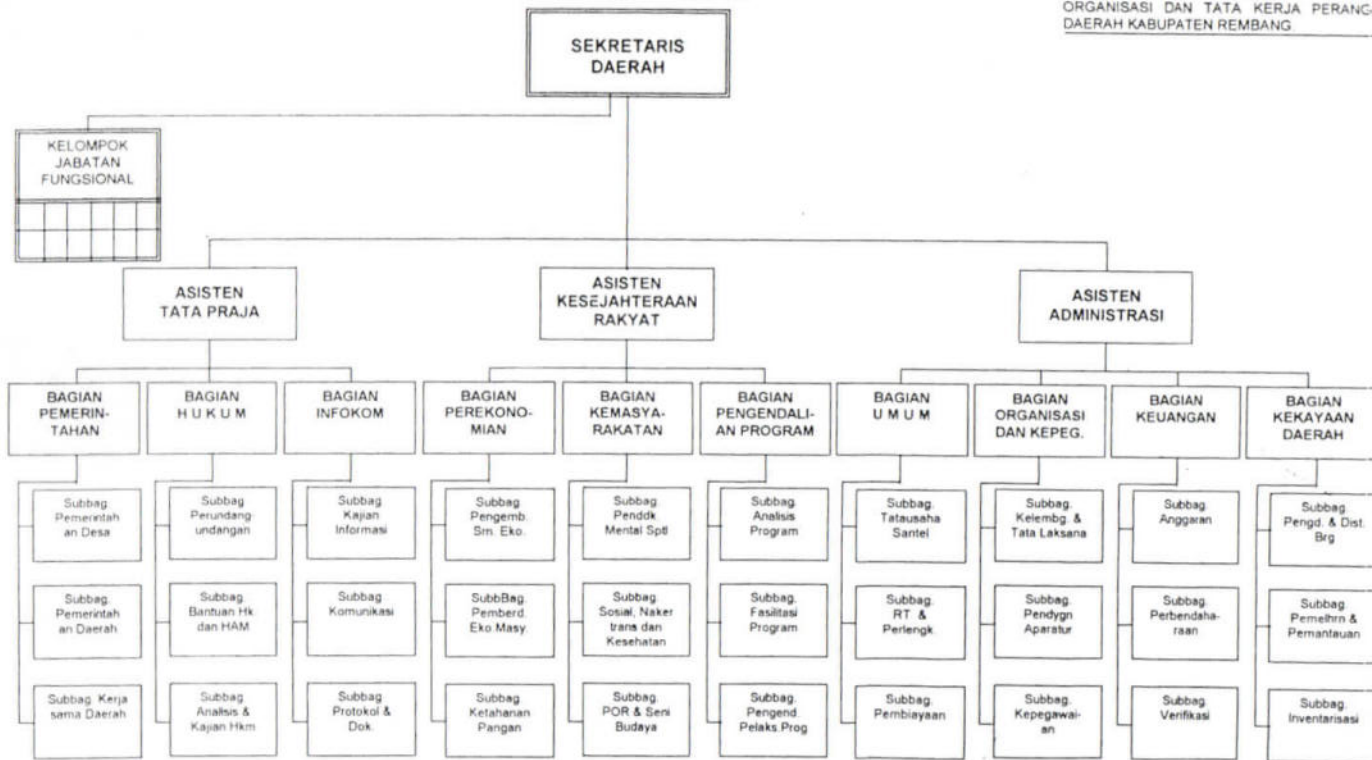 ORGANISASI DAN TATA KERJA PERANG-
DAERAH KABUPATEN REMBANG
SEKRETARIS
DAERAH
KELOMPOK
JABATAN
FUNGSIONAL
ASISTEN
TATA PRAJA
ASISTEN
KESEJAHTERAAN
RAKYAT
ASISTEN
ADMINISTRASI
BAGIAN
PEMERIN-
TAHAN
BAGIAN
H U K U M
BAGIAN
INFOKOM
BAGIAN
PEREKONO-
MIAN
BAGIAN
KEMASYA-
RAKATAN
BAGIAN
PENGENDALI-
AN PROGRAM
BAGIAN
U M U M
BAGIAN
ORGANISASI
DAN KEPEG.
BAGIAN
KEUANGAN
BAGIAN
KEKAYAAN
DAERAH
Subbag.
Pemerintah
an Desa
Subbag
Perundang-
undangan
Subbag
Kajian
Informasi
Subbag
Pengemb.
Srn. Eko.
Subbag.
Penddk
Mental Sptl
Subbag.
Analisis
Program
Subbag.
Tatausaha
Santel
Subbag.
Kelembg. &
Tata Laksana
Subbag.
Anggaran
Subbag.
Pengd. & Dist.
Brg
Subbag.
Pemerintah
an Daerah
Subbag.
Bantuan Hk
dan HAM
Subbag
Komunikasi
SubbBag.
Pemberd.
Eko Masy.
Subbag.
Sosial, Naker
trans dan
Kesehatan
Subbag.
Fasilitasi
Program
Subbag.
RT &
Perlengk
Subbag.
Pendygn
Aparatur
Subbag.
Perbendaha-
raan
Subbag.
Pemelhrn &
Pemantauan
Subbag. Kerja
sama Daerah
Subbag
Analisis &
Kajian Hkm
Subbag
Protokol &
Dok.
Subbag.
Ketahanan
Pangan
Subbag.
POR & Seni
Budaya
Subbag.
Pengend.
Pelaks.Prog
Subbag.
Pembiayaan
Subbag.
Kepegawai-
an
Subbag.
Verifikasi
Subbag.
Inventarisasi